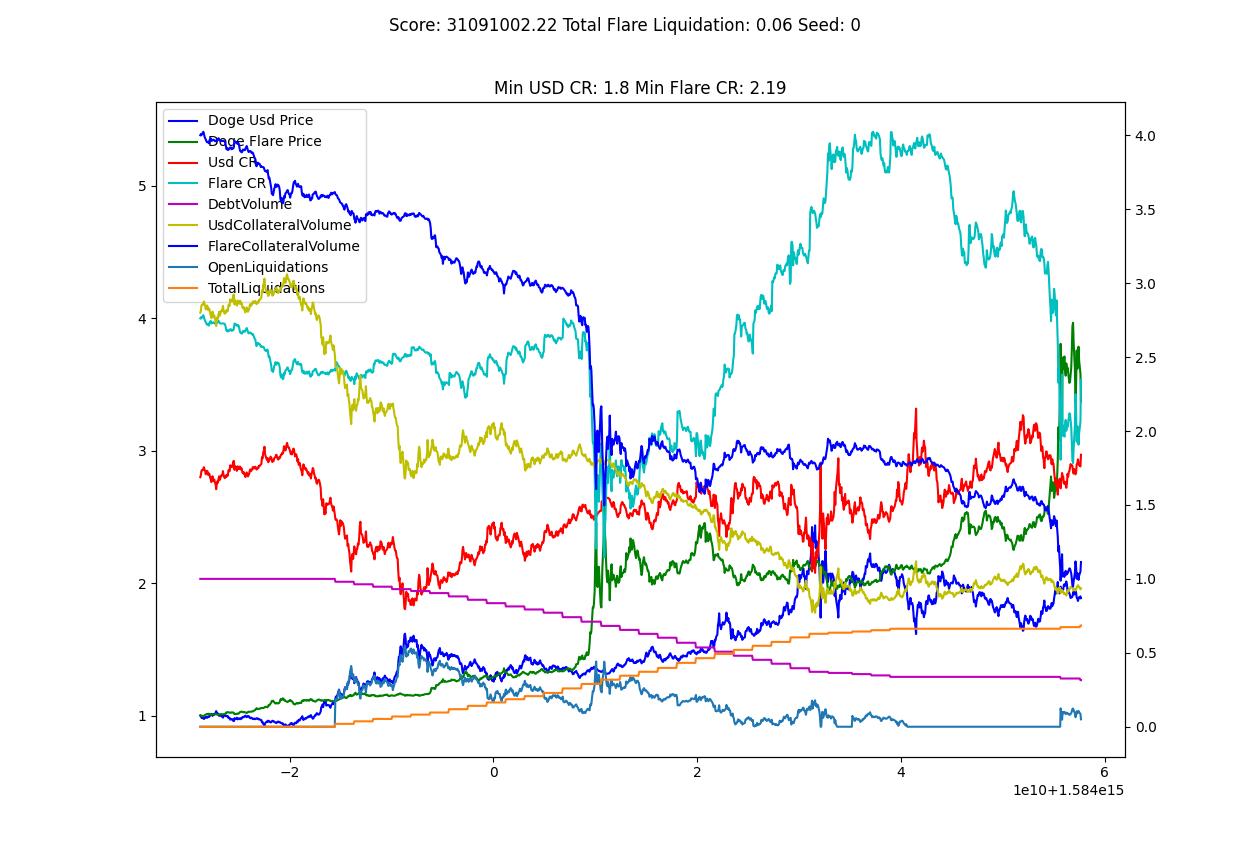 Score: 31091002.22 Total Flare Liquidation: 0.06 Seed: 0
Min USD CR: 1.8 Min Flare CR: 2.19
Doge Usd Price
Doge Flare Price
Usd CR
Flare CR
DebtVolume
UsdCollateralVolume
FlareCollateralVolume
OpenLiquidations
TotalLiquidations
5
4
3
2
1
4.0
3.5
3.0
2.5
2.0
1.5
1.0
0.5
0.0
−2
0
2
4
6
1e10+1.584e15